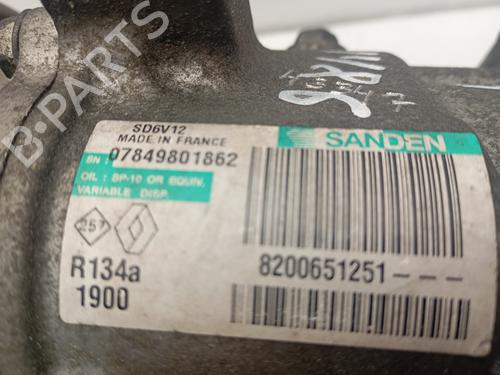 B-PARTS
SD6V12
MADE IN FRANCE
SANDEN
BN 07849801862
OIL : SP-10 OR EQUIV.
VARIABLE DISP.
257
R134a
1900
8200651251---